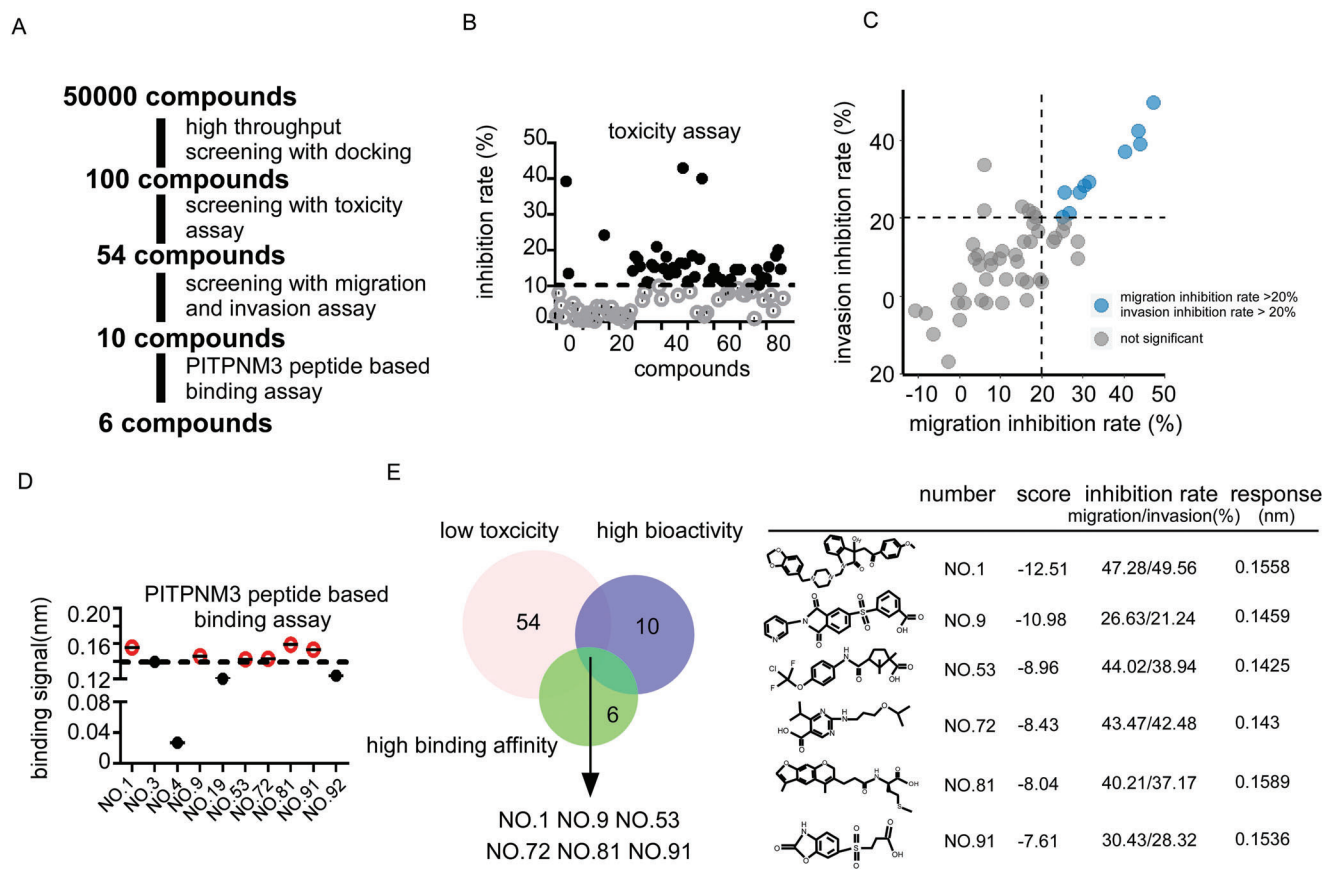 A
50000 compounds
high throughput
screening with docking
100 compounds
screening with toxicity
assay
54 compounds
screening with migration
and invasion assay
10 compounds
PITPNM3 peptide based
binding assay
6 compounds
B
toxicity assay
inhibition rate (%)
50
40
30
20
10
0
0 20 40 60 80
compounds
C
invasion inhibition rate (%)
40
20
0
20
-10 0 10 20 30 40 50
migration inhibition rate (%)
migration inhibition rate >20%
invasion inhibition rate > 20%
not significant
D
PITPNM3 peptide based
binding assay
binding signal(nm)
0.20
0.16
0.12
0.08
0.04
0
NO.1 NO.3 NO.4 NO.9 NO.19 NO.53 NO.72 NO.81 NO.91 NO.92
E
low toxcicity
high bioactivity
54
10
6
high binding affinity
NO.1 NO.9 NO.53
NO.72 NO.81 NO.91
number score inhibition rate response
migration/invasion(%) (nm)
NO.1 -12.51 47.28/49.56 0.1558
NO.9 -10.98 26.63/21.24 0.1459
NO.53 -8.96 44.02/38.94 0.1425
NO.72 -8.43 43.47/42.48 0.143
NO.81 -8.04 40.21/37.17 0.1589
NO.91 -7.61 30.43/28.32 0.1536